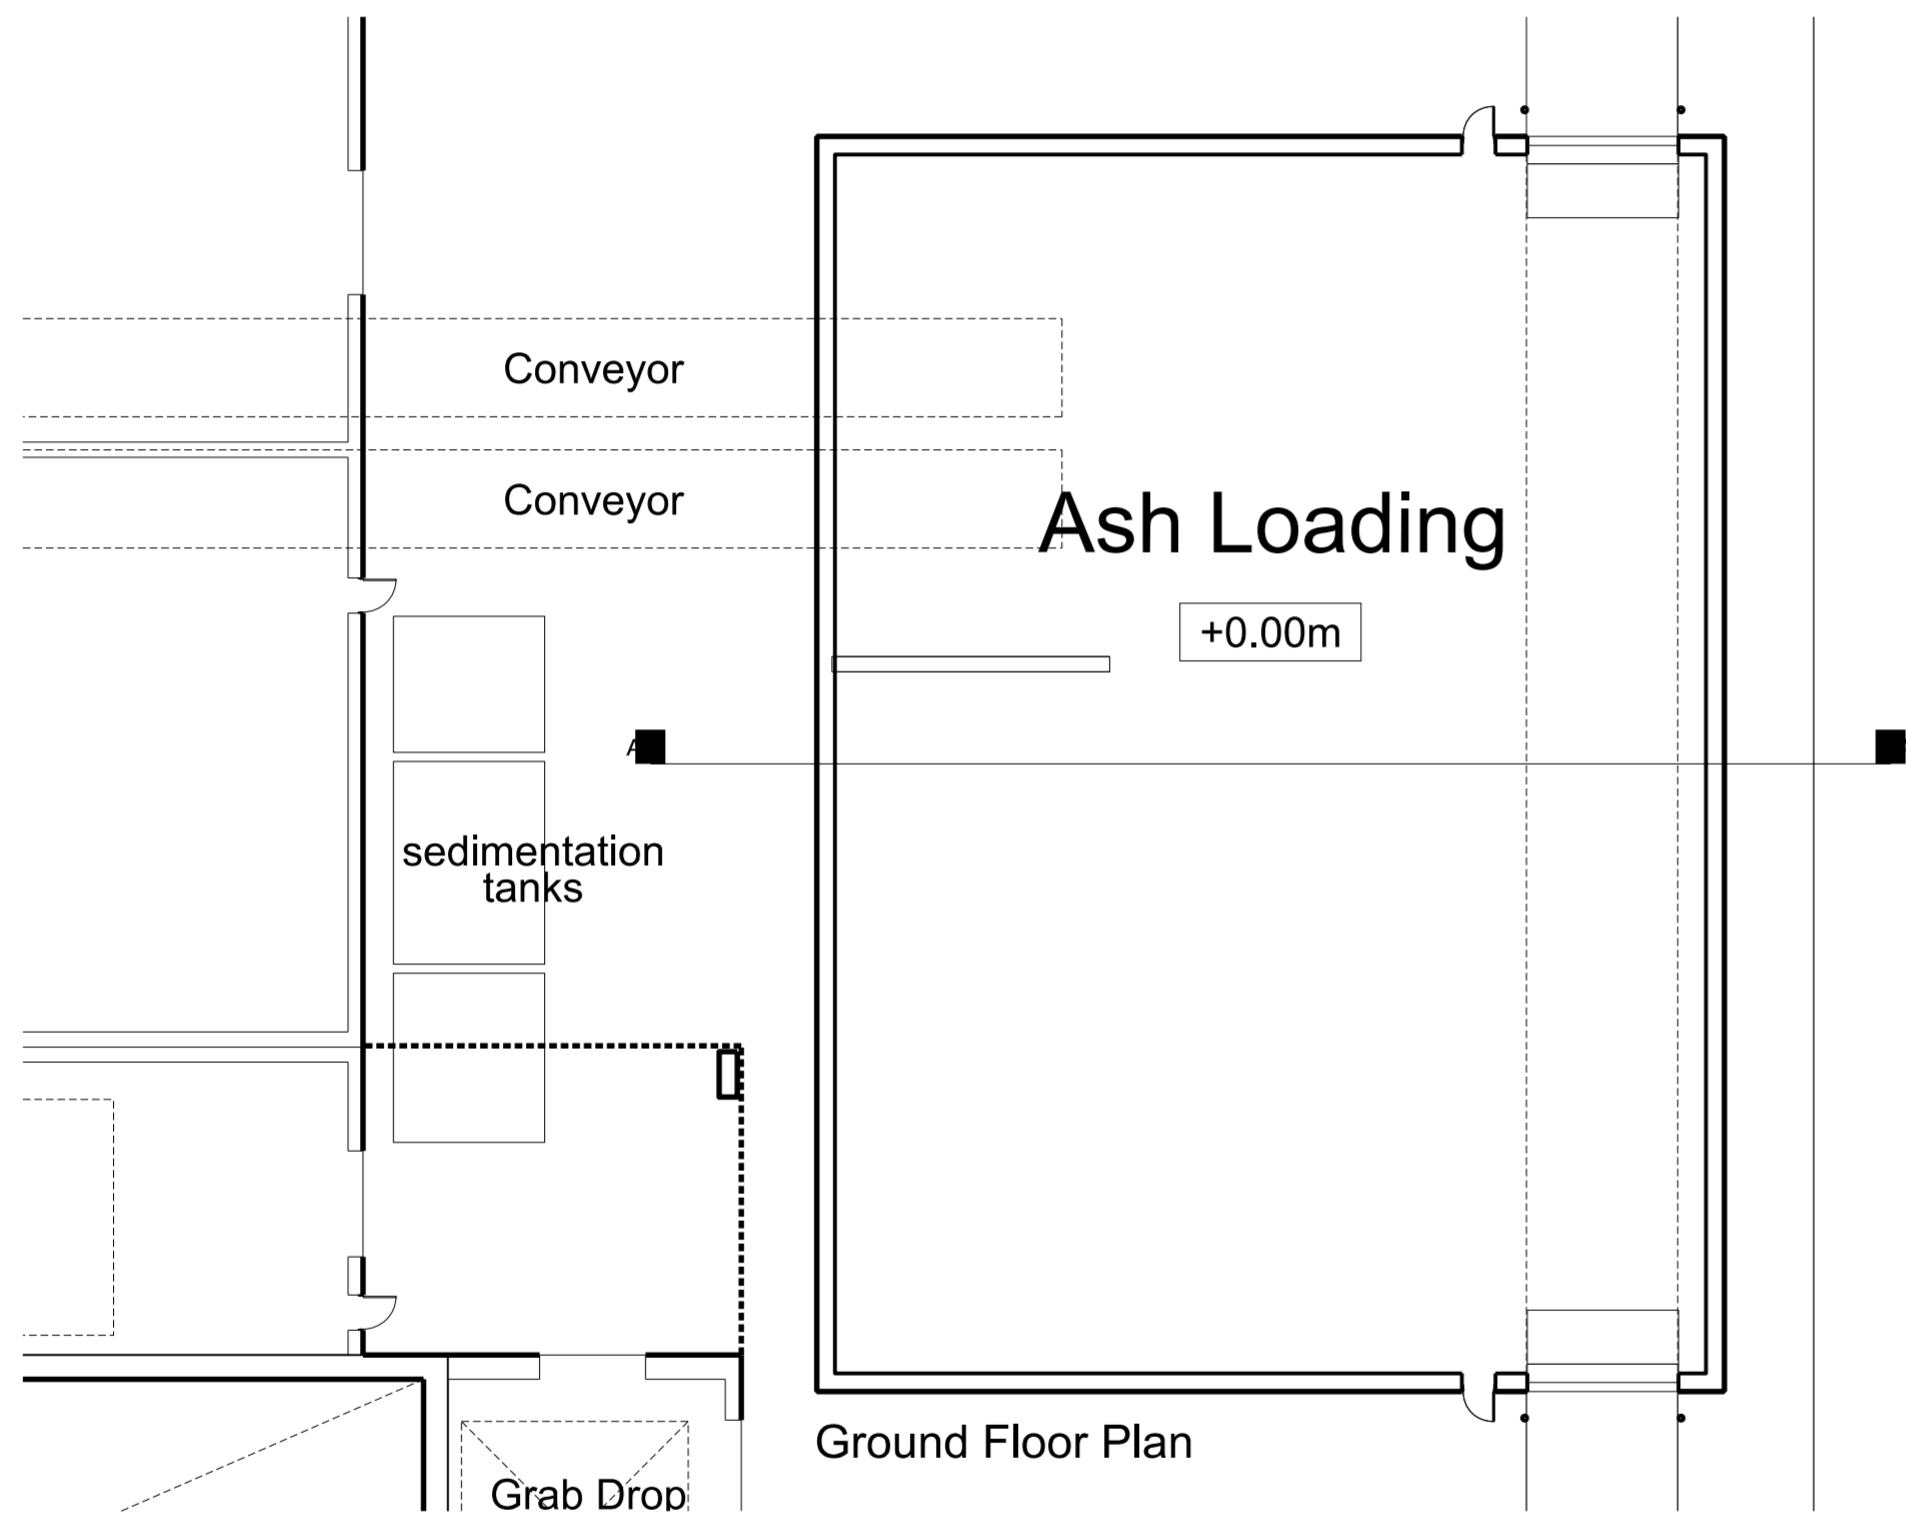 Conveyor
Conveyor
Ash Loading
+0.00m
A
sedimentation
tanks
Ground Floor Plan
Grab Drop